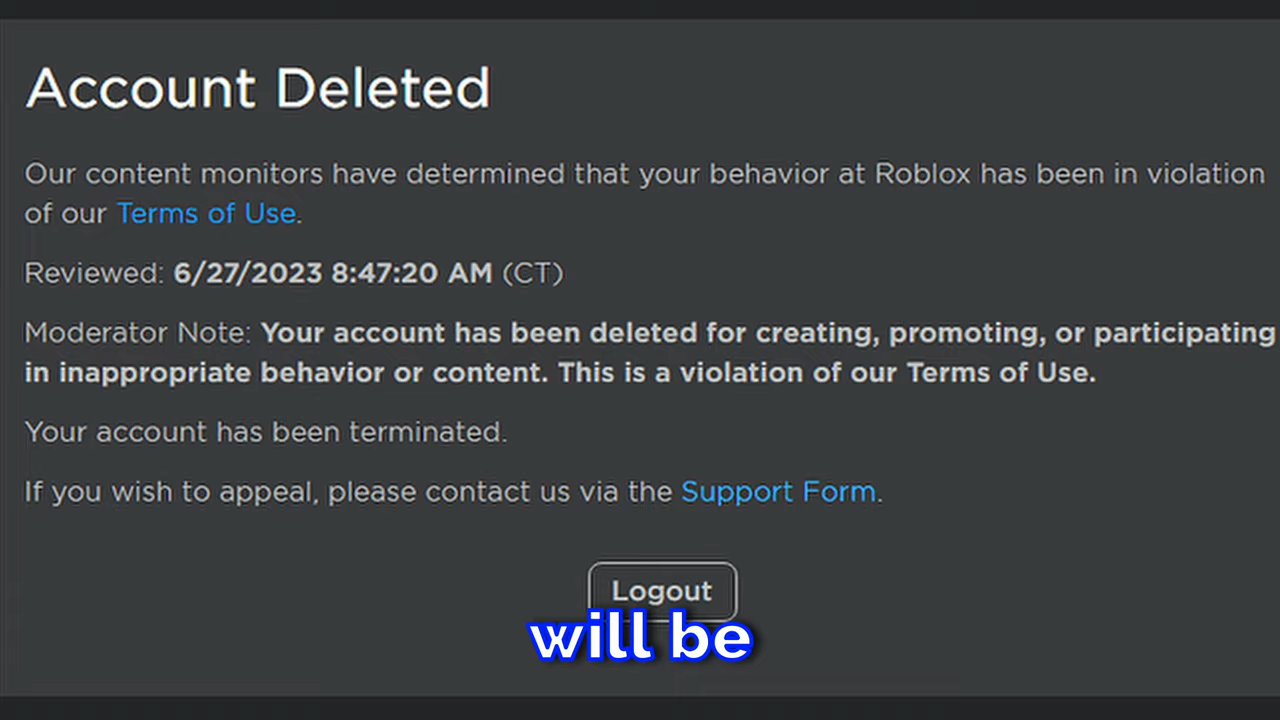 Account Deleted
Our content monitors have determined that your behavior at Roblox has been in violation
of our Terms of Use.
Reviewed: 6/27/2023 8:47:20 AM (CT)
Moderator Note: Your account has been deleted for creating, promoting, or participating
in inappropriate behavior or content. This is a violation of our Terms of Use.
Your account has been terminated.
If you wish to appeal, please contact us via the Support Form.
Logout
will be